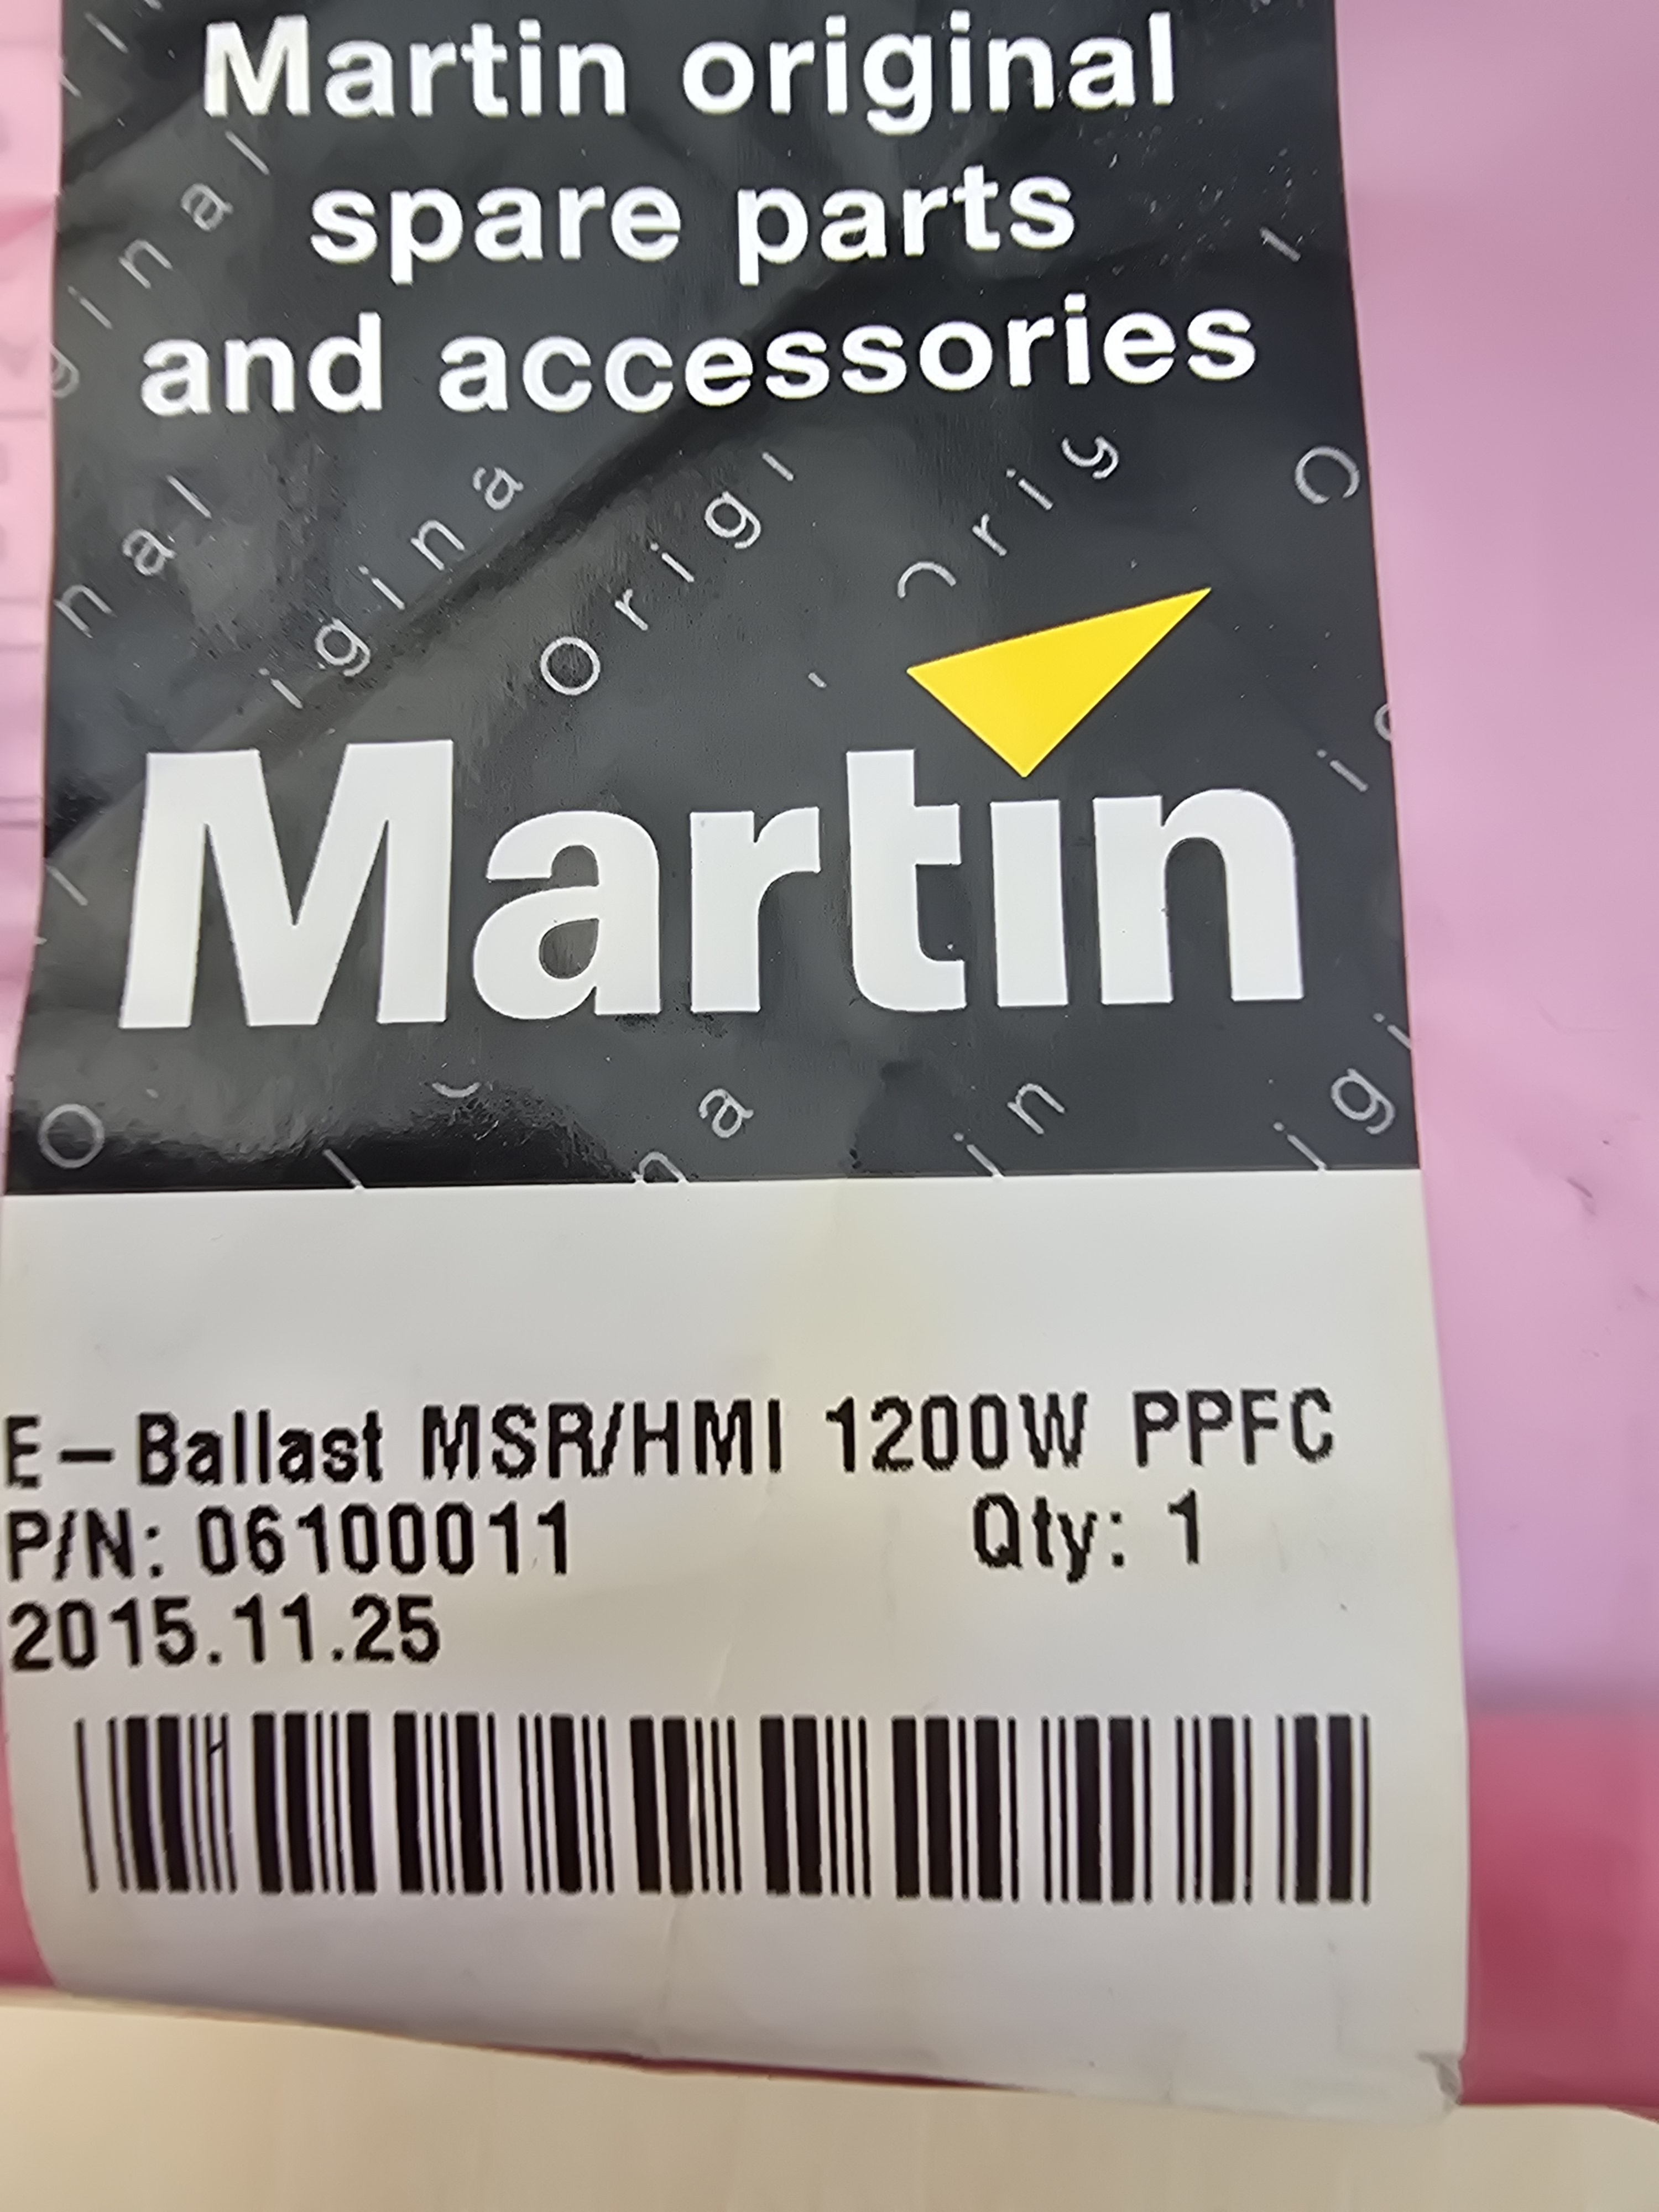 Martin original
spare parts
and accessories
Martin
E-Ballast MSR/HMI 1200W PPFC
P/N: 06100011 Qty: 1
2015.11.25